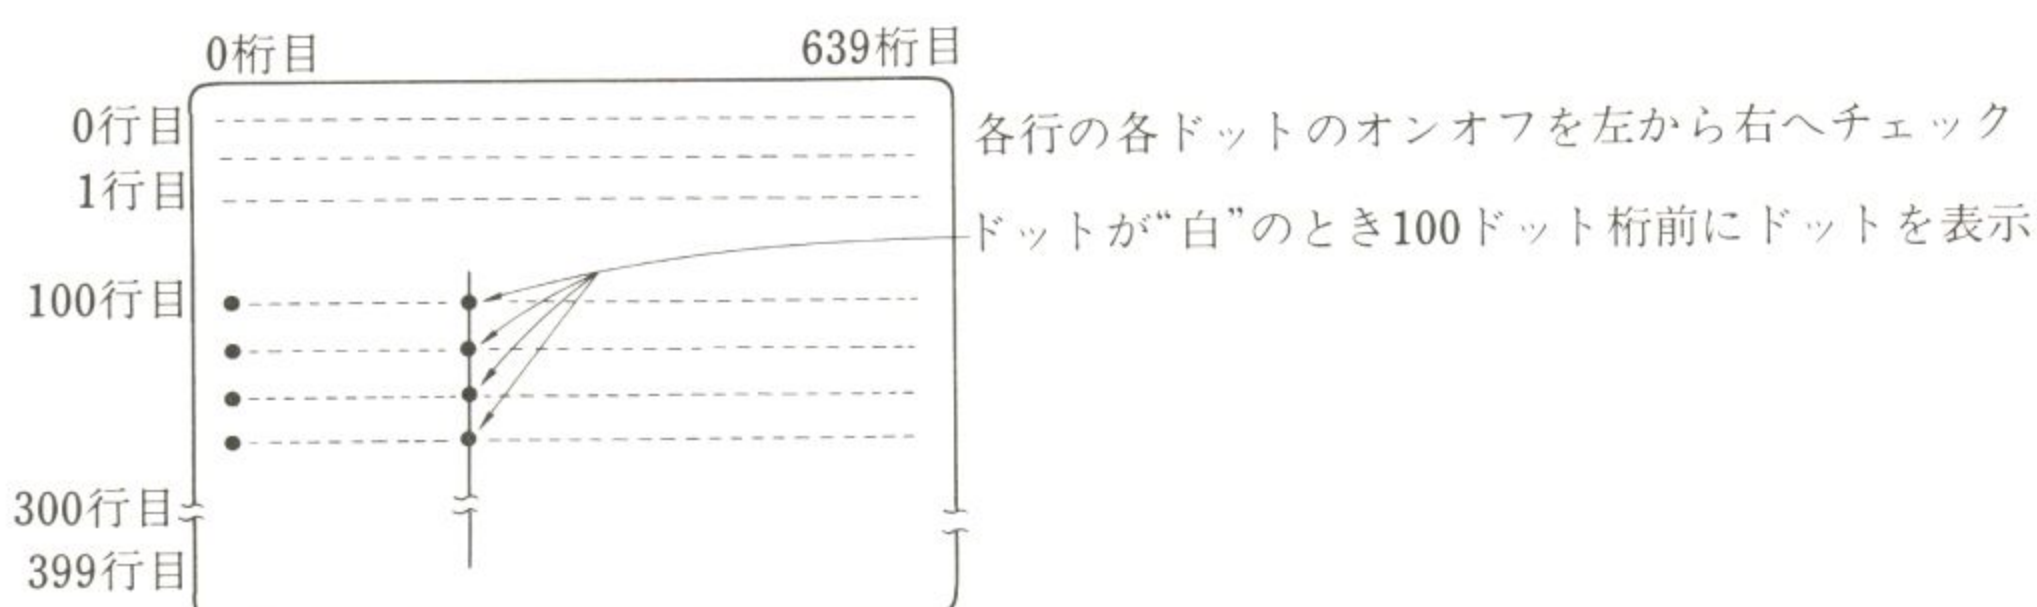 0桁目
639桁目
0行目
各行の各ドットのオンオフを左から右へチェック
1行目
ドットが“白”のとき100ドット桁前にドットを表示
100行目
300行目
399行目